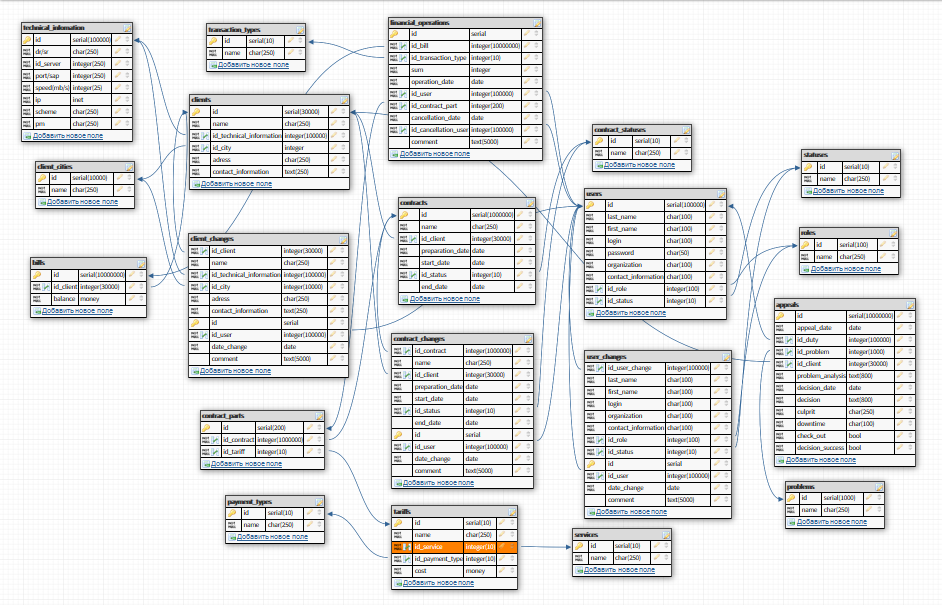 technical_infomation
id serial(100000)
dr/sr char(250)
id_server integer(250)
port/sap char(250)
speed(mb/s) integer(25)
ip inet
scheme char(250)
pm char(250)
Добавить новое поле
transaction_types
id serial(10)
name char(250)
Добавить новое поле
financial_operations
id serial
id_bill integer(10000000)
id_transaction_type integer(10)
sum integer
operation_date date
id_user integer(100000)
id_contract_part integer(200)
cancellation_date date
id_cancellation_user integer(100000)
comment text(5000)
Добавить новое поле
clients
id serial(30000)
name char(250)
id_technical_information integer(100000)
id_city integer
adress char(250)
contact_information text(250)
Добавить новое поле
contract_statuses
id serial(10)
name char(250)
Добавить новое поле
statuses
id serial(10)
name char(250)
Добавить новое поле
client_cities
id serial(10000)
name char(250)
Добавить новое поле
contracts
id serial(1000000)
name char(250)
id_client integer(30000)
preparation_date date
start_date date
id_status integer(10)
end_date date
Добавить новое поле
users
id serial(100000)
last_name char(100)
first_name char(100)
login char(100)
password char(50)
organization char(100)
contact_information char(100)
id_role integer(100)
id_status integer(10)
Добавить новое поле
roles
id serial(100)
name char(250)
Добавить новое поле
client_changes
id_client integer(30000)
name char(250)
id_technical_information integer(100000)
id_city integer(10000)
adress char(250)
contact_information text(250)
id serial
id_user integer(100000)
date_change date
comment text(5000)
Добавить новое поле
bills
id serial(10000000)
id_client integer(30000)
balance money
Добавить новое поле
appeals
id serial(10000000)
appeal_date date
id_duty integer(100000)
id_problem integer(1000)
id_client integer(30000)
problem_analysis text(800)
decision_date date
decision text(800)
culprit char(250)
downtime char(100)
check_out bool
decision_success bool
Добавить новое поле
contract_changes
id_contract integer(1000000)
name char(250)
id_client integer(30000)
preparation_date date
start_date date
id_status integer(10)
end_date date
id serial
id_user integer(100000)
date_change date
comment text(5000)
Добавить новое поле
user_changes
id_user_change integer(100000)
last_name char(100)
first_name char(100)
login char(100)
organization char(100)
contact_information char(100)
id_role integer(100)
id_status integer(10)
id serial
id_user integer(100000)
date_change date
comment text(5000)
Добавить новое поле
contract_parts
id serial(200)
id_contract integer(1000000)
id_tariff integer(10)
Добавить новое поле
problems
id serial(1000)
name char(250)
Добавить новое поле
payment_types
id serial(10)
name char(250)
Добавить новое поле
tariffs
id serial(10)
name char(250)
id_service integer(10)
id_payment_type integer(10)
cost money
Добавить новое поле
services
id serial(10)
name char(250)
Добавить новое поле